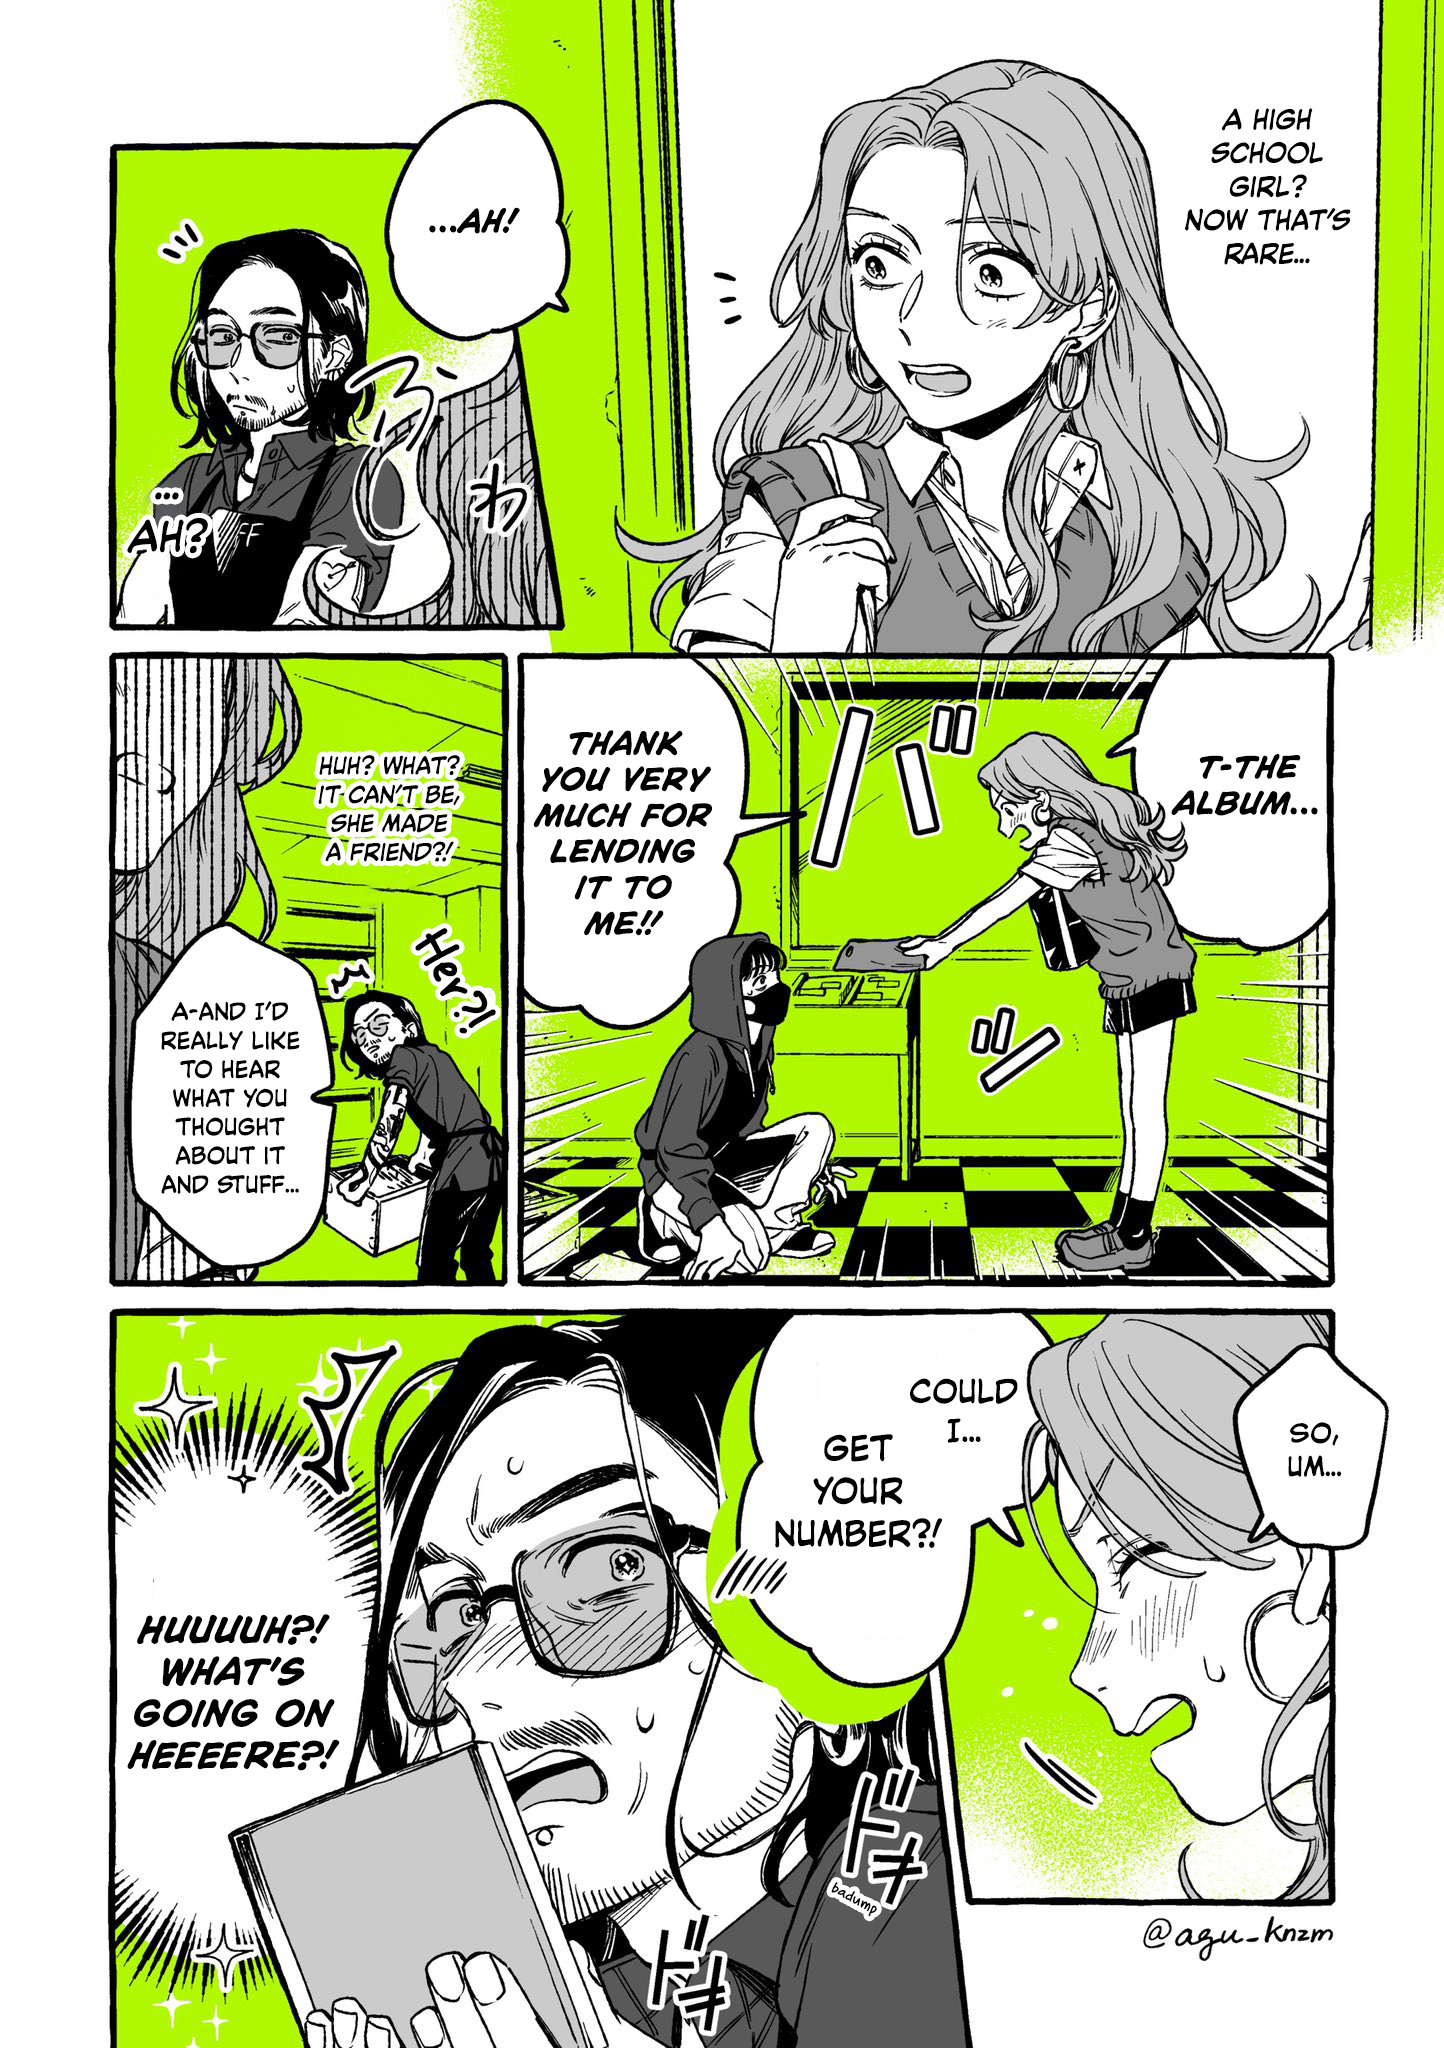 A HIGH
SCHOOL
GIRL?
NOW THAT'S
RARE...
...AH!
ふ
わ
...
AH?
FF
T-THE
ALBUM...
THANK
YOU VERY
MUCH FOR
LENDING
IT TO
ME!!
バッ
HUH? WHAT?
IT CAN'T BE,
SHE MADE
A FRIEND?!
Her?!
A-AND I'D
REALLY LIKE
TO HEAR
WHAT YOU
THOUGHT
ABOUT IT
AND STUFF...
SO,
UM...
COULD
I...
GET
YOUR
NUMBER?!
HUUUUH?!
WHAT'S
GOING ON
HEEEERE?!
ドキ
badump
ドキ
@agu_knzm